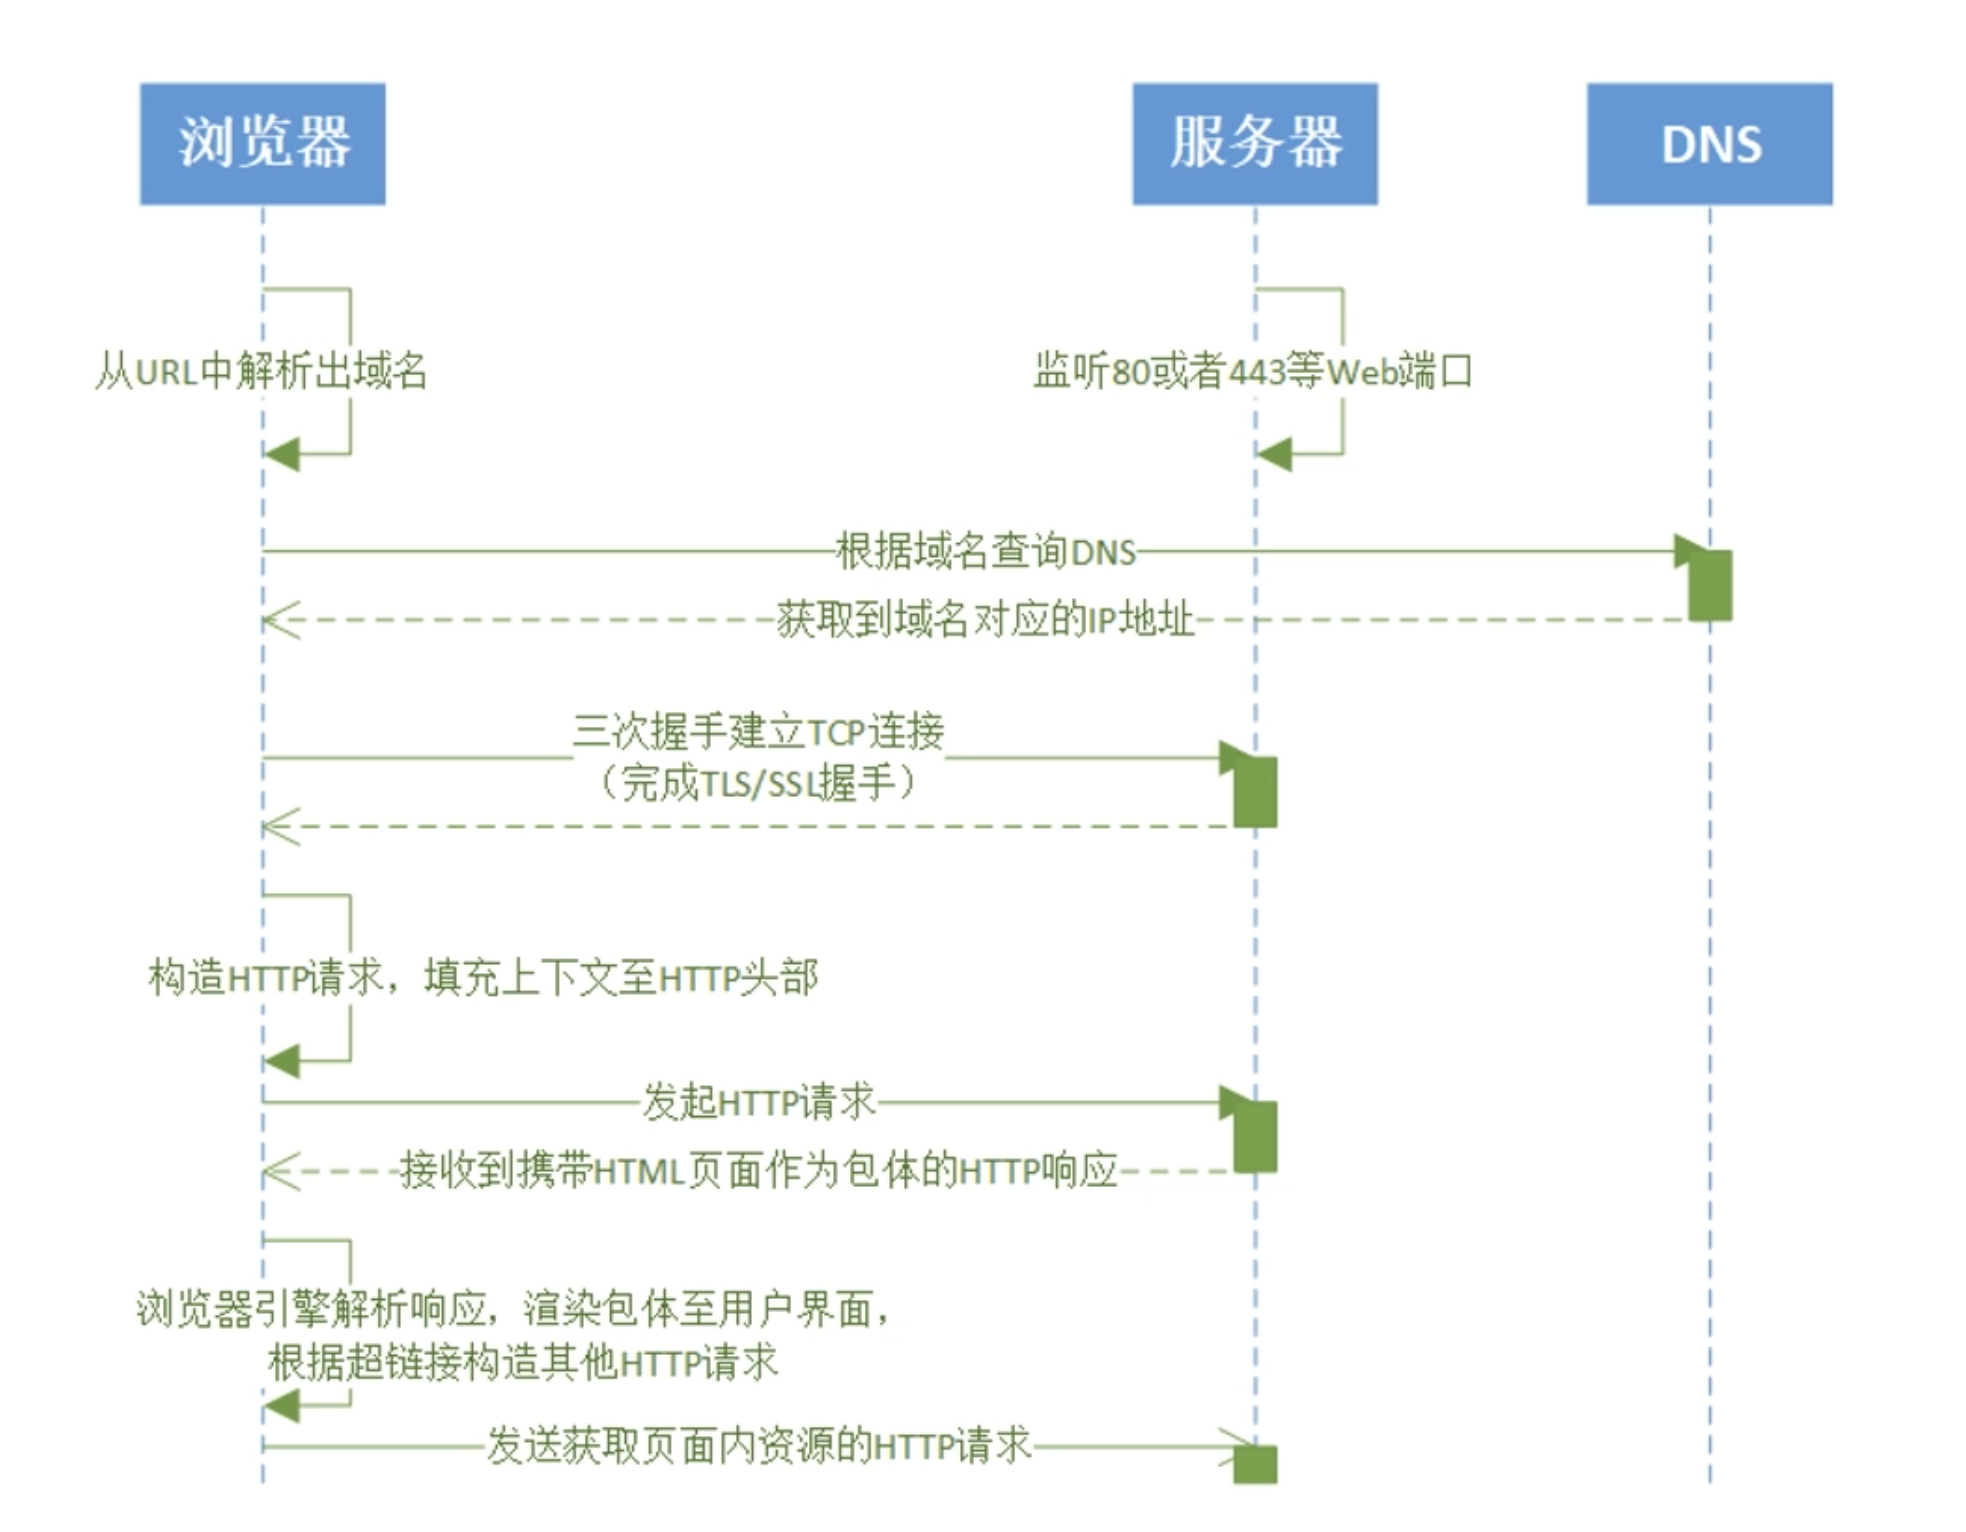 浏览器
服务器
DNS
从URL中解析出域名
监听80或者443等Web端口
根据域名查询DNS
获取到域名对应的IP地址
三次握手建立TCP连接
（完成TLS/SSL握手）
构造HTTP请求，填充上下文至HTTP头部
发起HTTP请求
接收到携带HTML页面作为包体的HTTP响应
浏览器引擎解析响应，渲染包体至用户界面，
根据超链接构造其他HTTP请求
发送获取页面内资源的HTTP请求